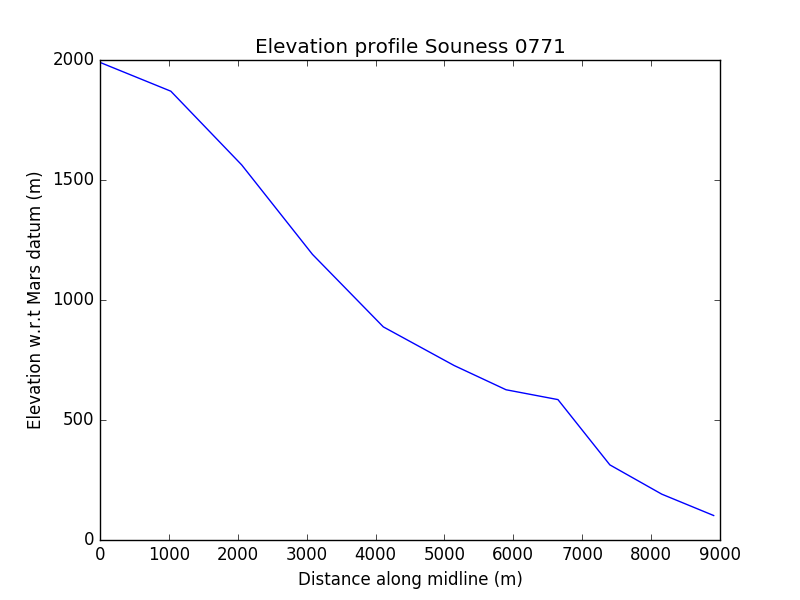 Elevation profile Souness 0771
2000
1500
1000
500
0
Elevation w.r.t Mars datum (m)
0 1000 2000 3000 4000 5000 6000 7000 8000 9000
Distance along midline (m)